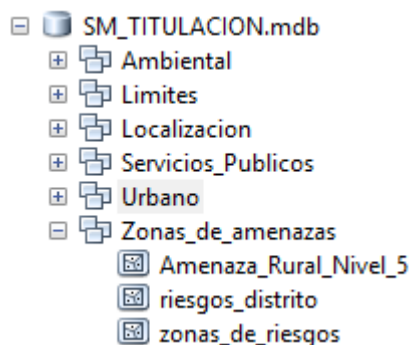 SM_TITULACION.mdb
Ambiental
Limites
Localizacion
Servicios_Publicos
Urbano
Zonas_de_amenazas
Amenaza_Rural_Nivel_5
riesgos_distrito
zonas_de_riesgos